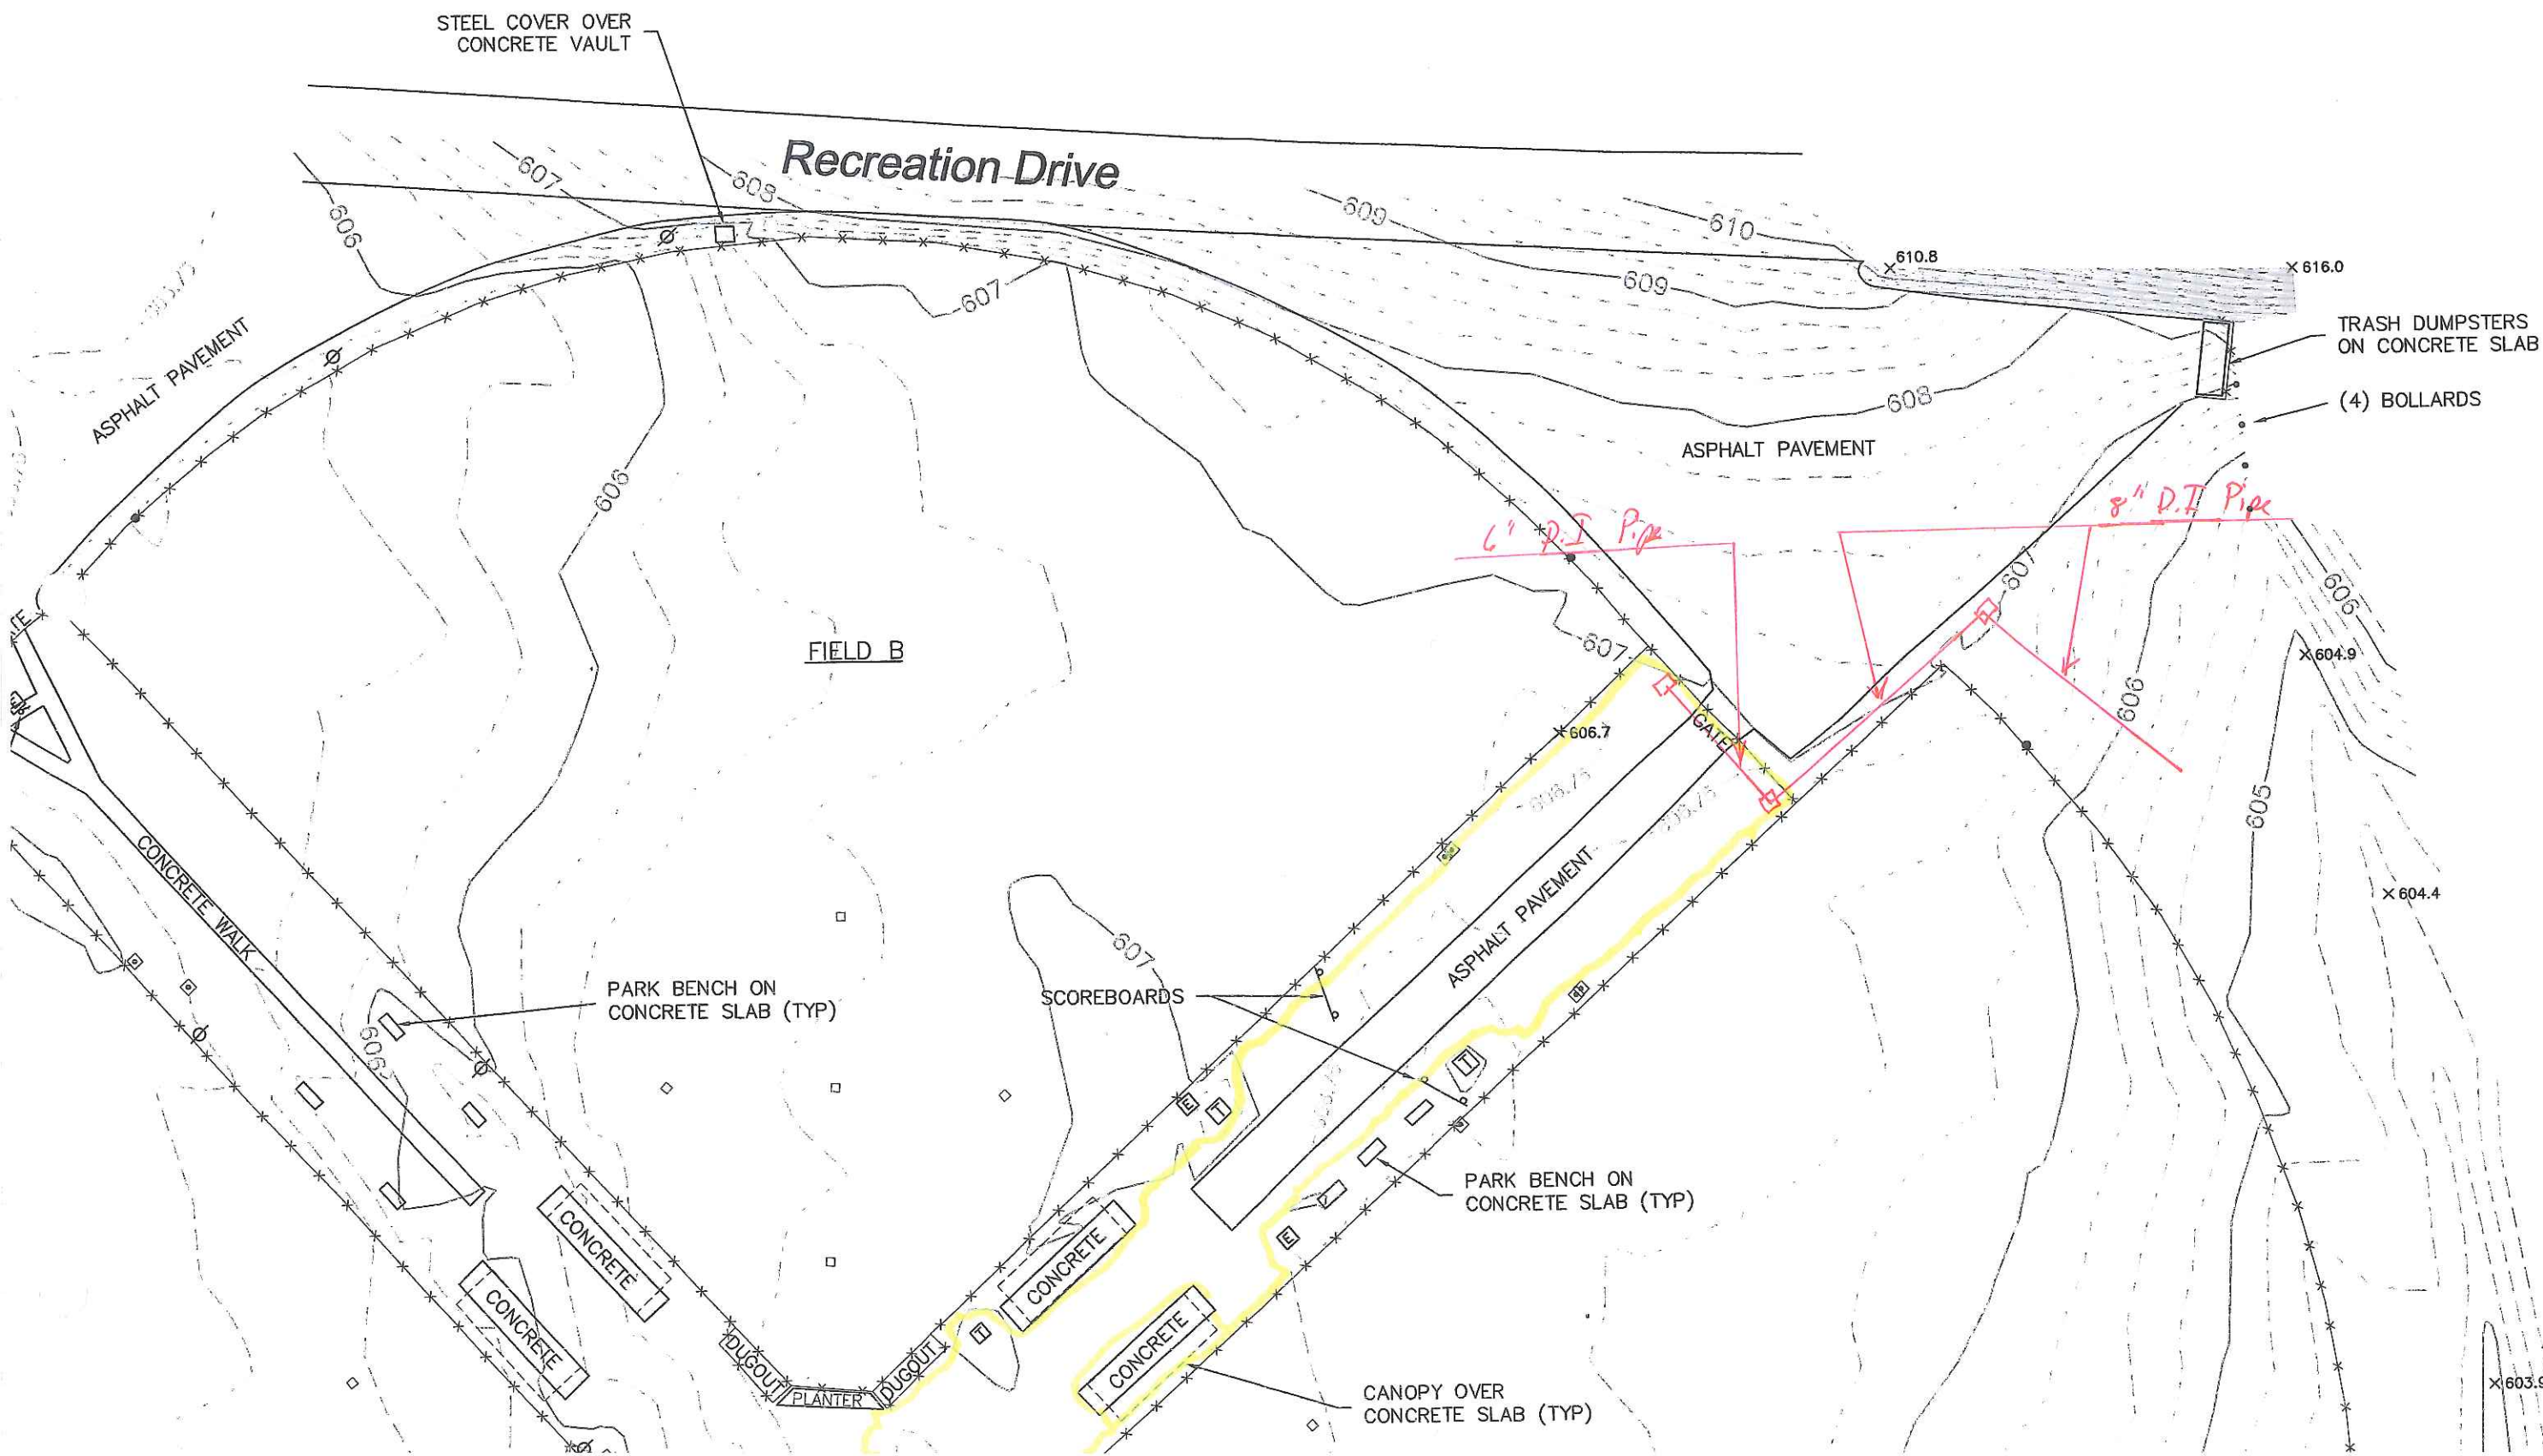 STEEL COVER OVER
CONCRETE VAULT
Recreation Drive
607
608
606
609
610
610.8
616.0
609
607
TRASH DUMPSTERS
ON CONCRETE SLAB
(4) BOLLARDS
ASPHALT PAVEMENT
608
ASPHALT PAVEMENT
606
6" D.I Pipe
8" D.I Pipe
607
606
FIELD B
607
604.9
606
606.7
GATE
605
604.4
CONCRETE WALK
ASPHALT PAVEMENT
607
PARK BENCH ON
CONCRETE SLAB (TYP)
SCOREBOARDS
606
T
E
T
PARK BENCH ON
CONCRETE SLAB (TYP)
E
CONCRETE
CONCRETE
CONCRETE
T
CONCRETE
DUGOUT
PLANTER
DUGOUT
CANOPY OVER
CONCRETE SLAB (TYP)
603.9